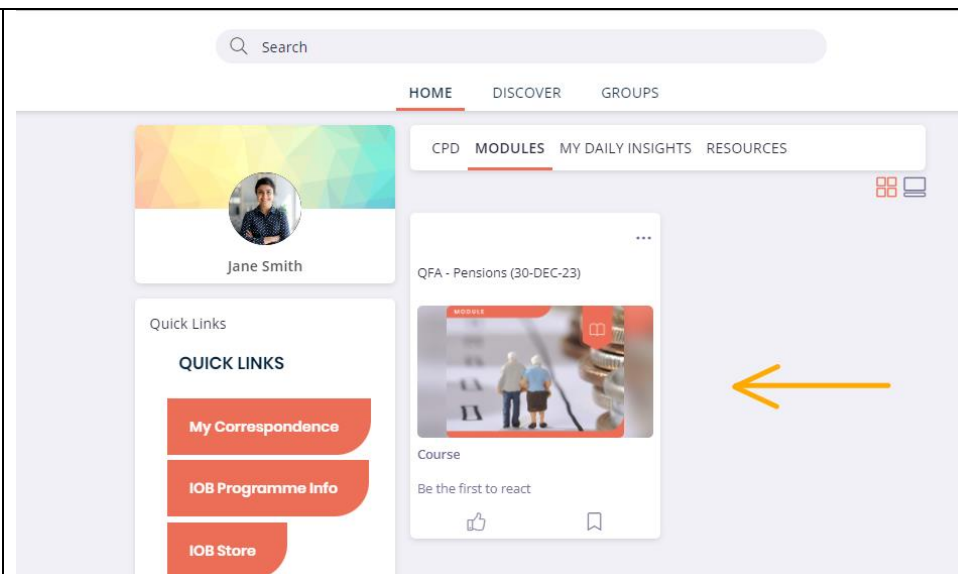 Search
HOME DISCOVER GROUPS
CPD MODULES MY DAILY INSIGHTS RESOURCES
Jane Smith
Quick Links
QUICK LINKS
My Correspondence
IOB Programme Info
IOB Store
QFA - Pensions (30-DEC-23)
MODULE
Course
Be the first to react